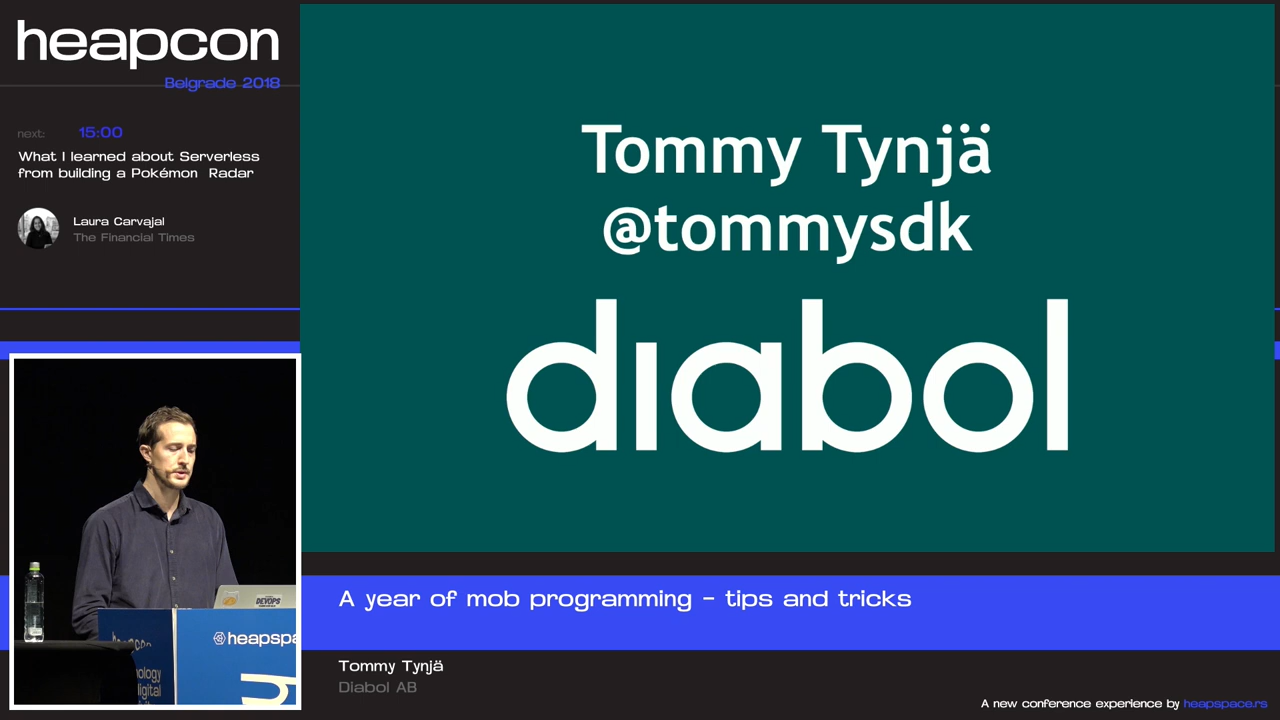 heapcon
Belgrade 2018
next: 15:00
What I learned about Serverless
from building a Pokémon Radar
Laura Carvajal
The Financial Times
Tommy Tynjä
@tommysdk
diabol
DEVOPS
heapspa
A year of mob programming - tips and tricks
Tommy Tynjä
Diabol AB
A new conference experience by heapspace.rs